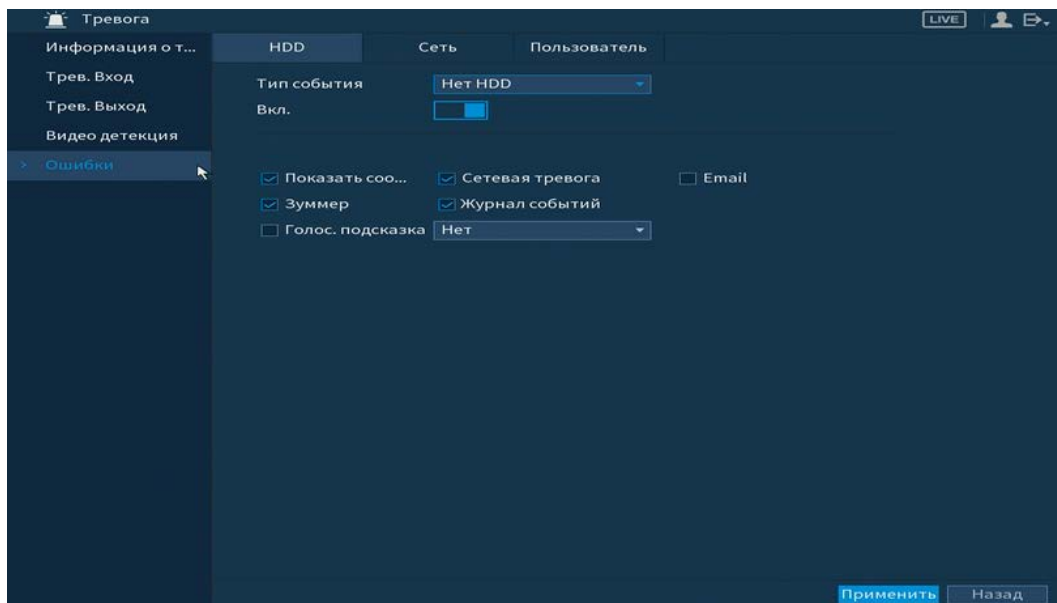 Тревога LIVE
Информация о т... HDD Сеть Пользователь
Трев. Вход Тип события Нет HDD
Трев. Выход Вкл.
Видео детекция
> Ошибки
Показать соо... Сетевая тревога Email
Зуммер Журнал событий
Голос. подсказка Нет
Применить Назад